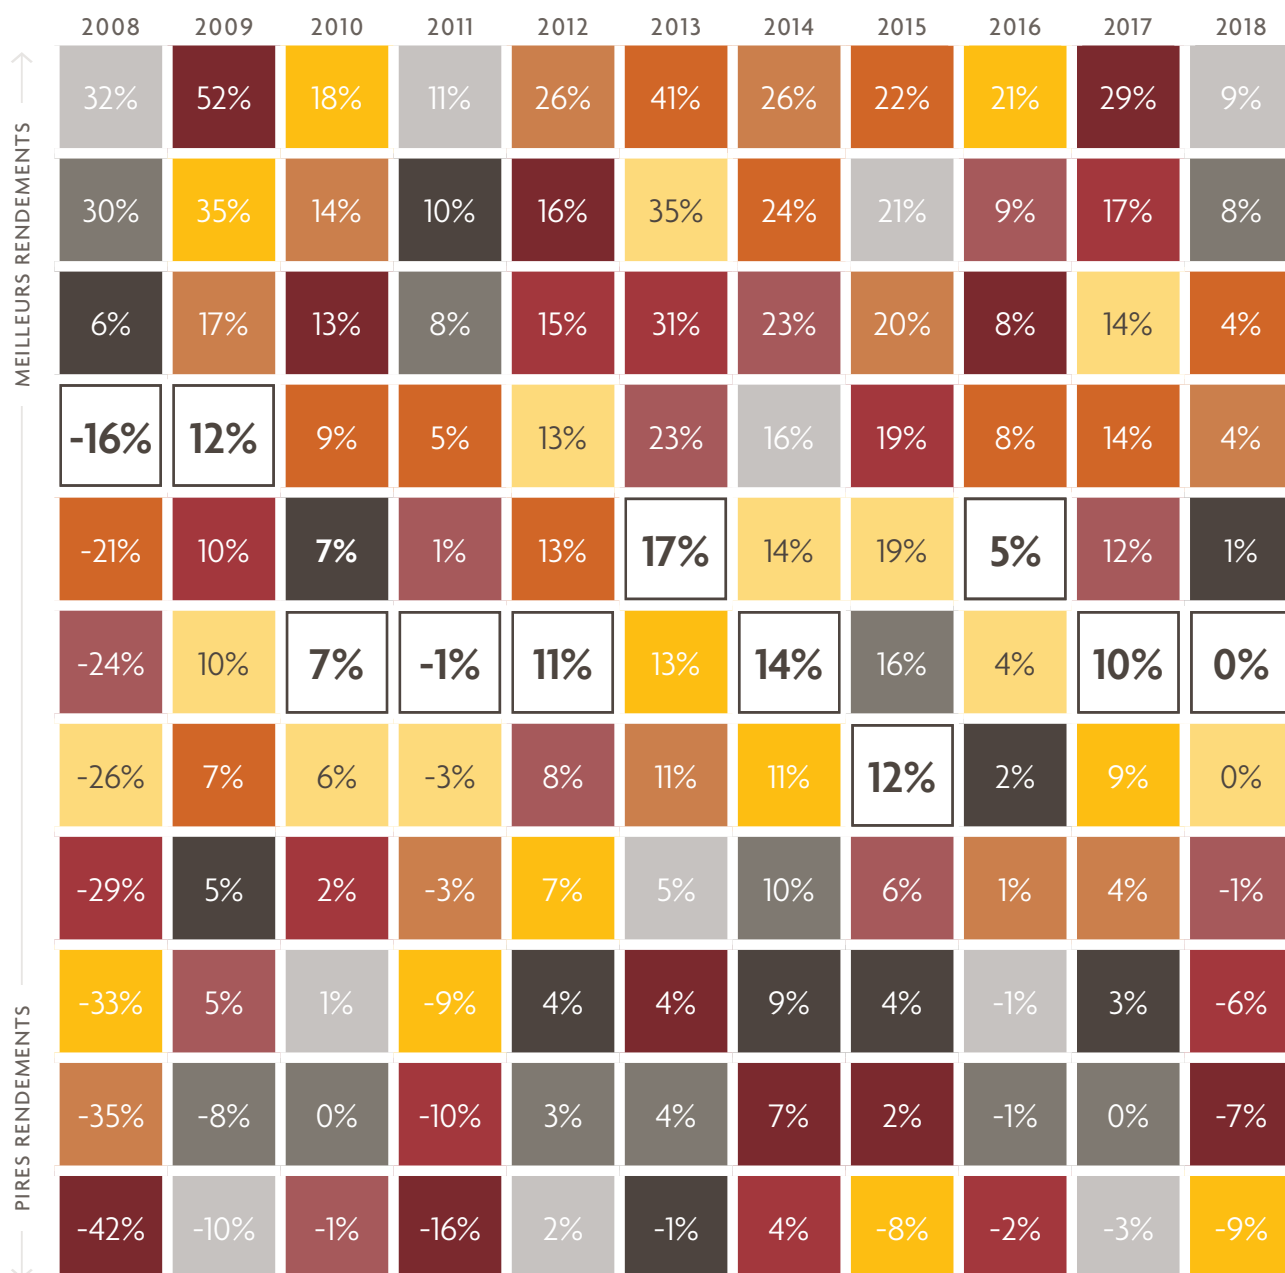 2008 2009 2010 2011 2012 2013 2014 2015 2016 2017 2018
MEILLEURS RENDEMENTS
32% 52% 18% 11% 26% 41% 26% 22% 21% 29% 9%
30% 35% 14% 10% 16% 35% 24% 21% 9% 17% 8%
6% 17% 13% 8% 15% 31% 23% 20% 8% 14% 4%
-16% 12% 9% 5% 13% 23% 16% 19% 8% 14% 4%
-21% 10% 7% 1% 13% 17% 14% 19% 5% 12% 1%
-24% 10% 7% -1% 11% 13% 14% 16% 4% 10% 0%
-26% 7% 6% -3% 8% 11% 11% 12% 2% 9% 0%
-29% 5% 2% -3% 7% 5% 10% 6% 1% 4% -1%
-33% 5% 1% -9% 4% 4% 9% 4% -1% 3% -6%
-35% -8% 0% -10% 3% 4% 7% 2% -1% 0% -7%
-42% -10% -1% -16% 2% -1% 4% -8% -2% -3% -9%
PIRES RENDEMENTS